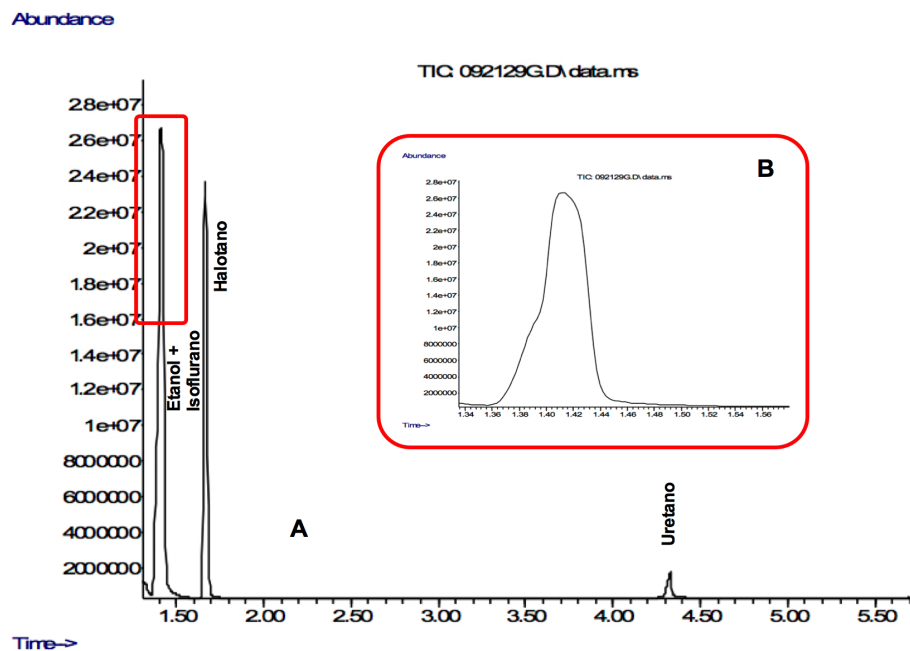 Abundance
TIC: 092129G.D\data.ms
2.8e+07
2.6e+07
2.4e+07
2.2e+07
2e+07
1.8e+07
1.6e+07
1.4e+07
1.2e+07
1e+07
8000000
6000000
4000000
2000000
Etanol +
Isoflurano
Halotano
Uretano
A
1.50
2.00
2.50
3.00
3.50
4.00
4.50
5.00
5.50
Time-->
B
Abundance
TIC: 092129G.D\data.ms
2.8e+07
2.6e+07
2.4e+07
2.2e+07
2e+07
1.8e+07
1.6e+07
1.4e+07
1.2e+07
1e+07
8000000
6000000
4000000
2000000
1.34
1.36
1.38
1.40
1.42
1.44
1.46
1.48
1.50
1.52
1.54
1.56
Time-->